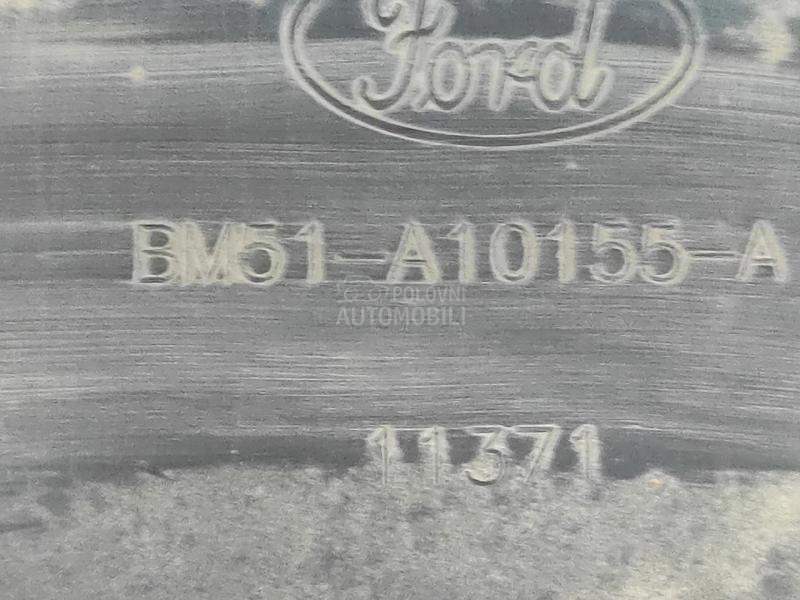 Ford
BM51-A10155-A
POLOVNI
AUTOMOBILI
11371